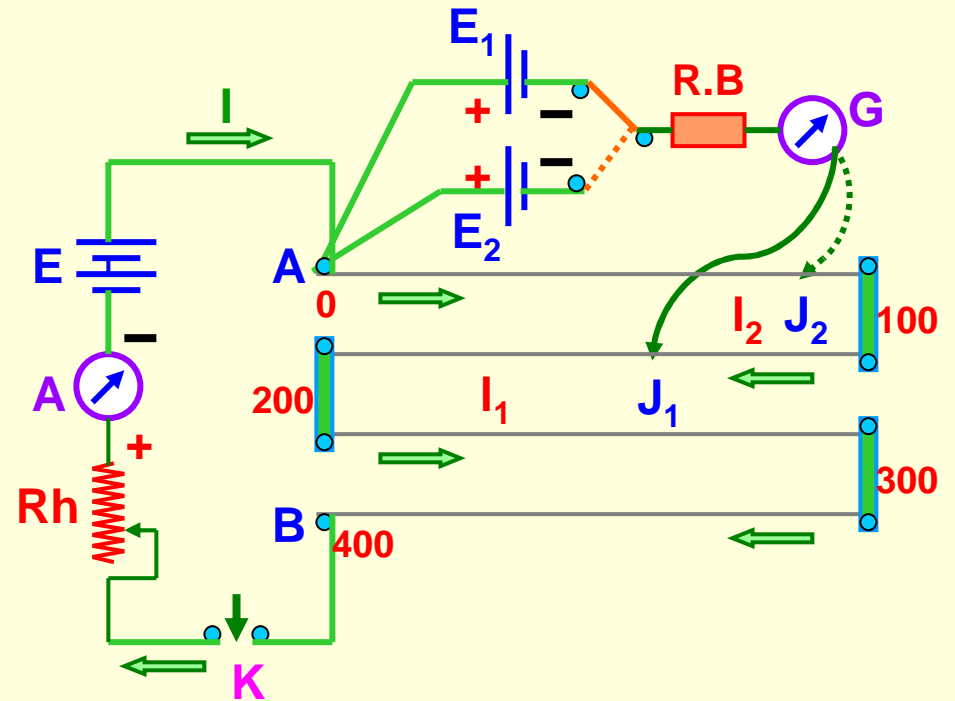 E₁
R.B
G
I
+ −
+ −
E₂
E
A
0
I₂ J₂ 100
−
A
200 I₁ J₁
+
Rh
300
B
400
K